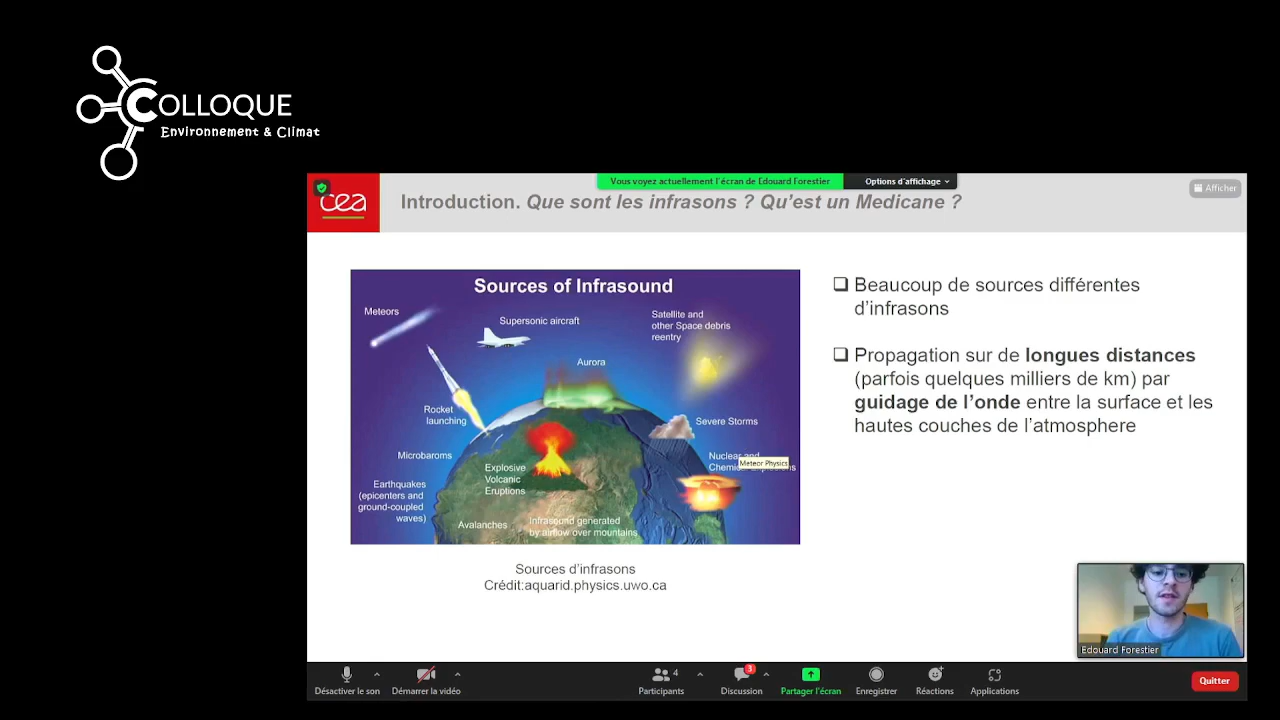 COLLOQUE
Environnement & Climat
cea
Vous voyez actuellement l'écran de Edouard Forestier
Options d'affichage
Afficher
Introduction. Que sont les infrasons ? Qu'est un Medicane ?
Sources of Infrasound
Meteors
Supersonic aircraft
Satellite and
other Space debris
reentry
Aurora
Rocket
launching
Severe Storms
Microbaroms
Nuclear and
Meteor Physics
Explosive
Volcanic
Eruptions
Earthquakes
(epicenters and
ground-coupled
waves)
Avalanches
Infrasound generated
by airflow over mountains
Sources d'infrasons
Crédit:aquarid.physics.uwo.ca
❑ Beaucoup de sources différentes
d'infrasons
❑ Propagation sur de longues distances
(parfois quelques milliers de km) par
guidage de l'onde entre la surface et les
hautes couches de l'atmosphere
Edouard Forestier
Désactiver le son
Démarrer la vidéo
4
Participants
3
Discussion
Partager l'écran
Enregistrer
Réactions
Applications
Quitter